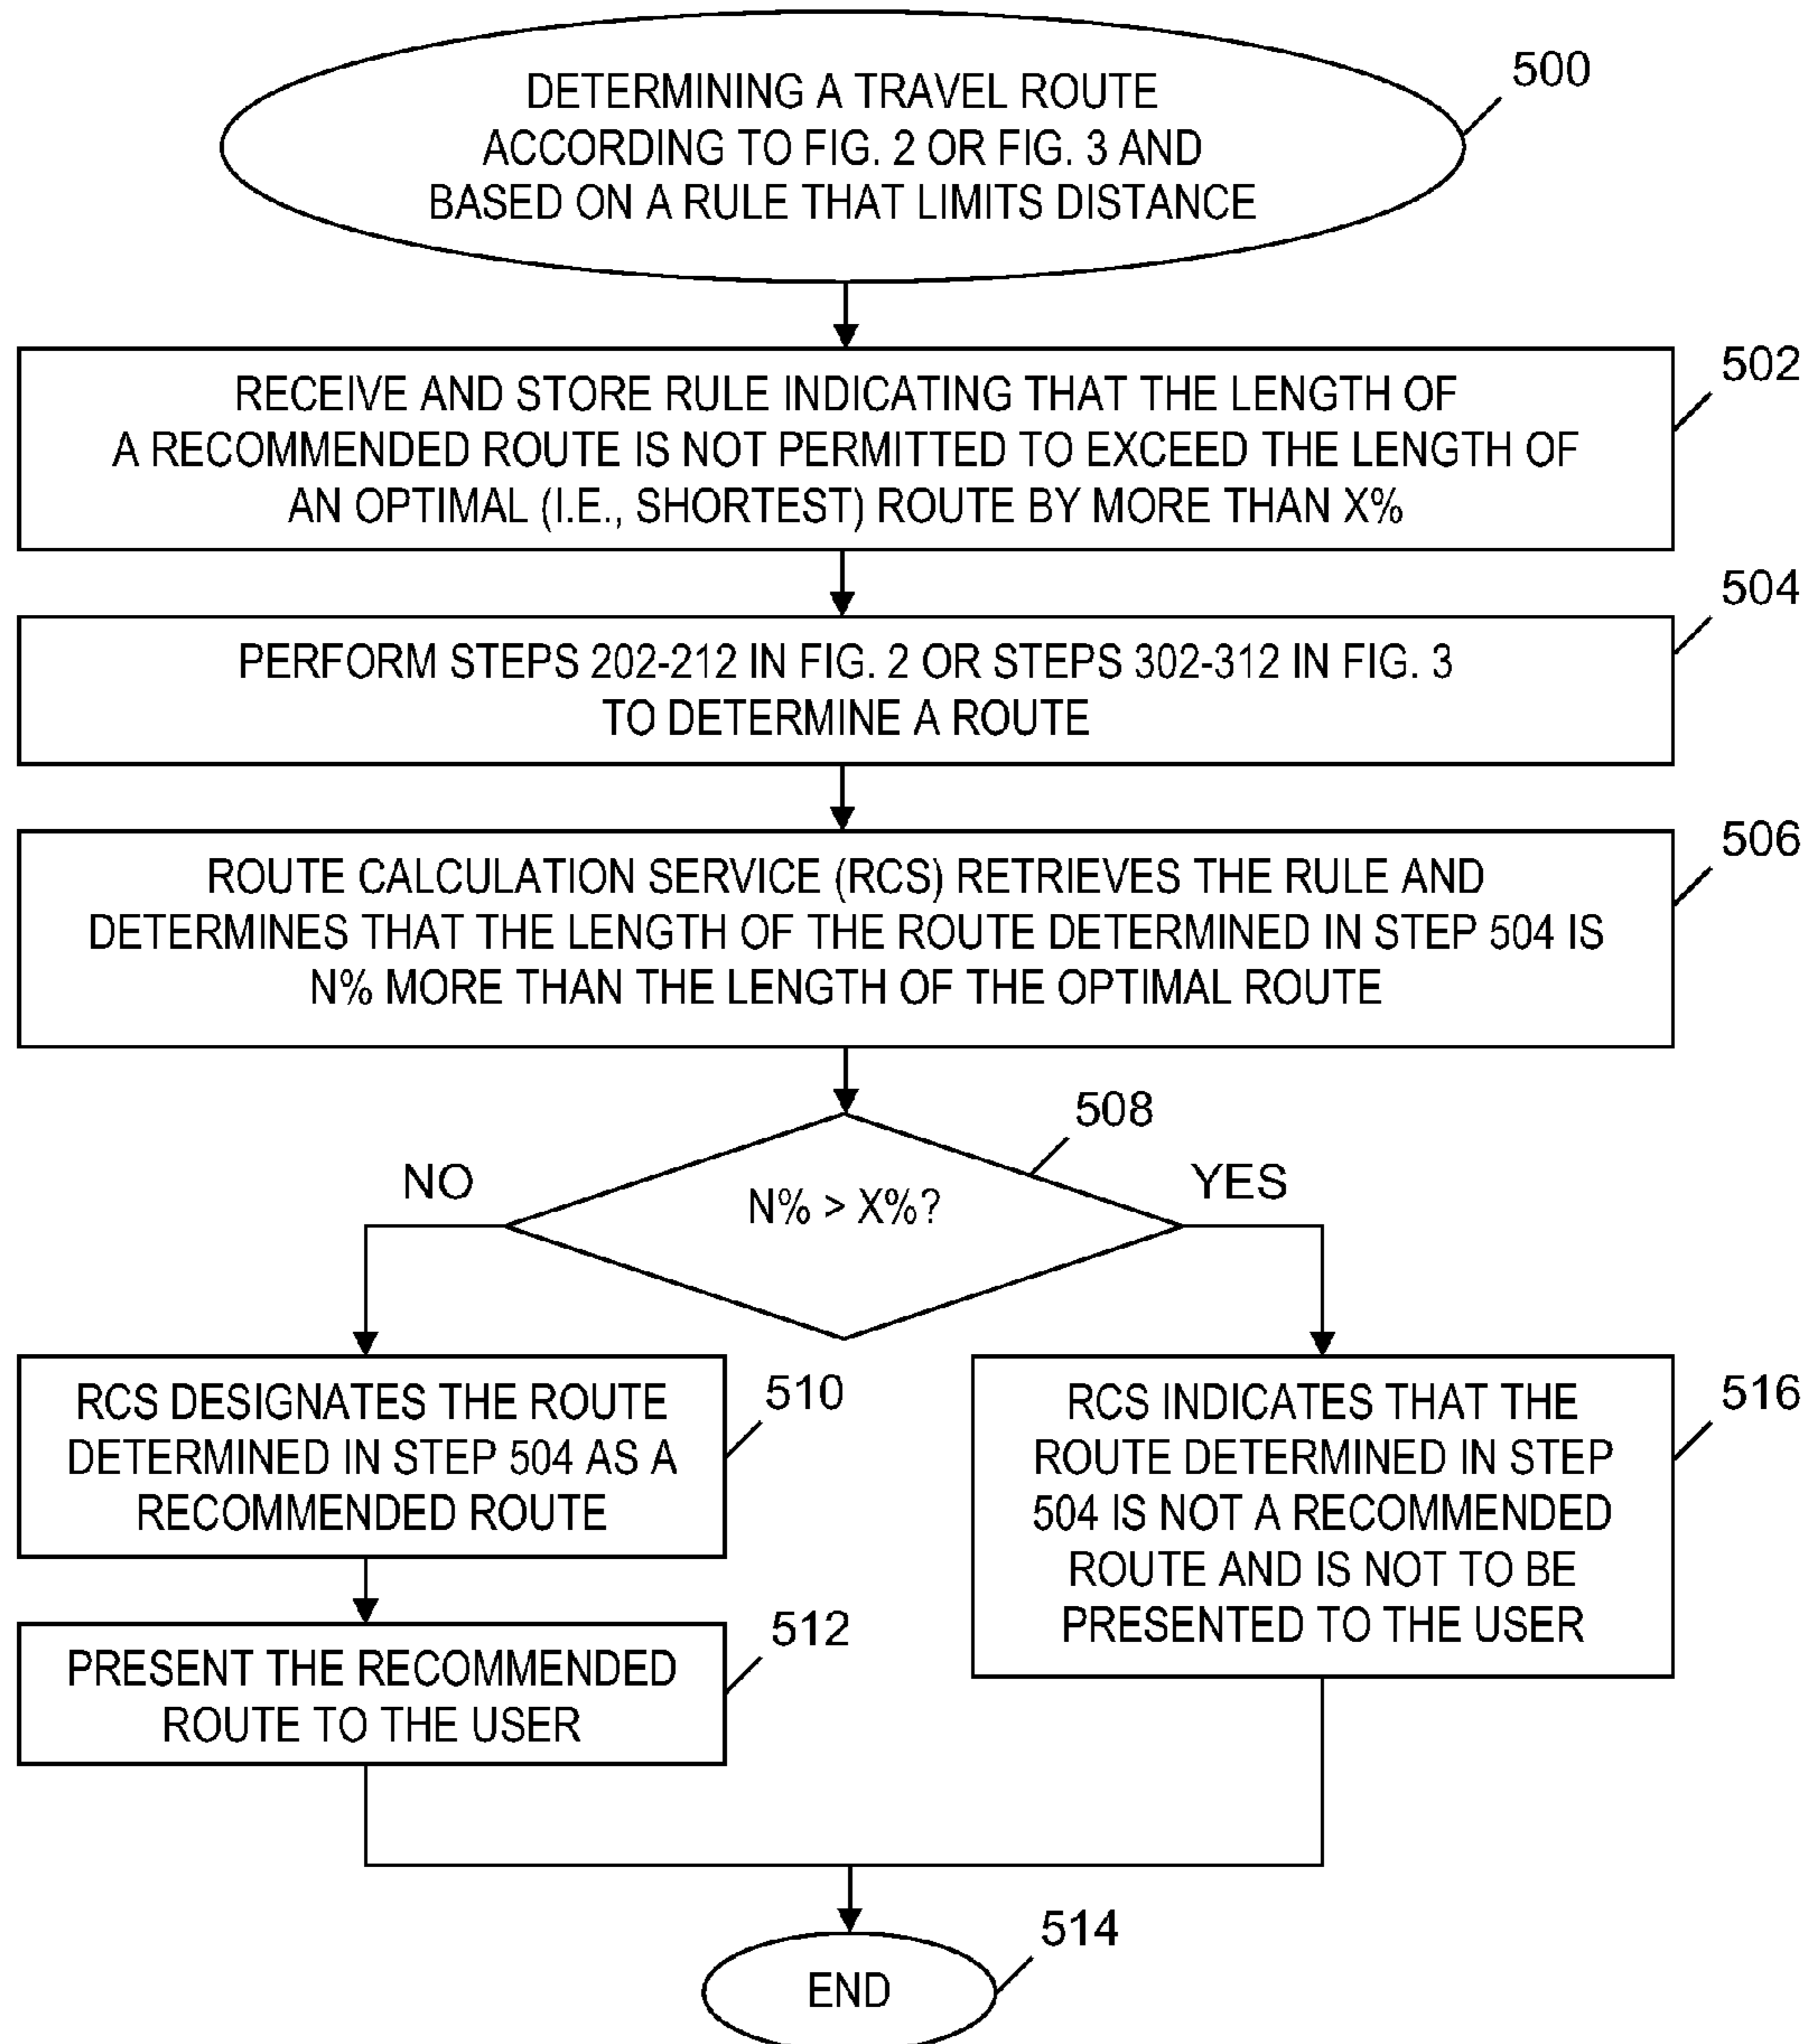 DETERMINING A TRAVEL ROUTE
ACCORDING TO FIG. 2 OR FIG. 3 AND
BASED ON A RULE THAT LIMITS DISTANCE
500
RECEIVE AND STORE RULE INDICATING THAT THE LENGTH OF
A RECOMMENDED ROUTE IS NOT PERMITTED TO EXCEED THE LENGTH OF
AN OPTIMAL (I.E., SHORTEST) ROUTE BY MORE THAN X%
502
PERFORM STEPS 202-212 IN FIG. 2 OR STEPS 302-312 IN FIG. 3
TO DETERMINE A ROUTE
504
ROUTE CALCULATION SERVICE (RCS) RETRIEVES THE RULE AND
DETERMINES THAT THE LENGTH OF THE ROUTE DETERMINED IN STEP 504 IS
N% MORE THAN THE LENGTH OF THE OPTIMAL ROUTE
506
N% > X%?
508
NO
YES
RCS DESIGNATES THE ROUTE
DETERMINED IN STEP 504 AS A
RECOMMENDED ROUTE
510
PRESENT THE RECOMMENDED
ROUTE TO THE USER
512
RCS INDICATES THAT THE
ROUTE DETERMINED IN STEP
504 IS NOT A RECOMMENDED
ROUTE AND IS NOT TO BE
PRESENTED TO THE USER
516
END
514